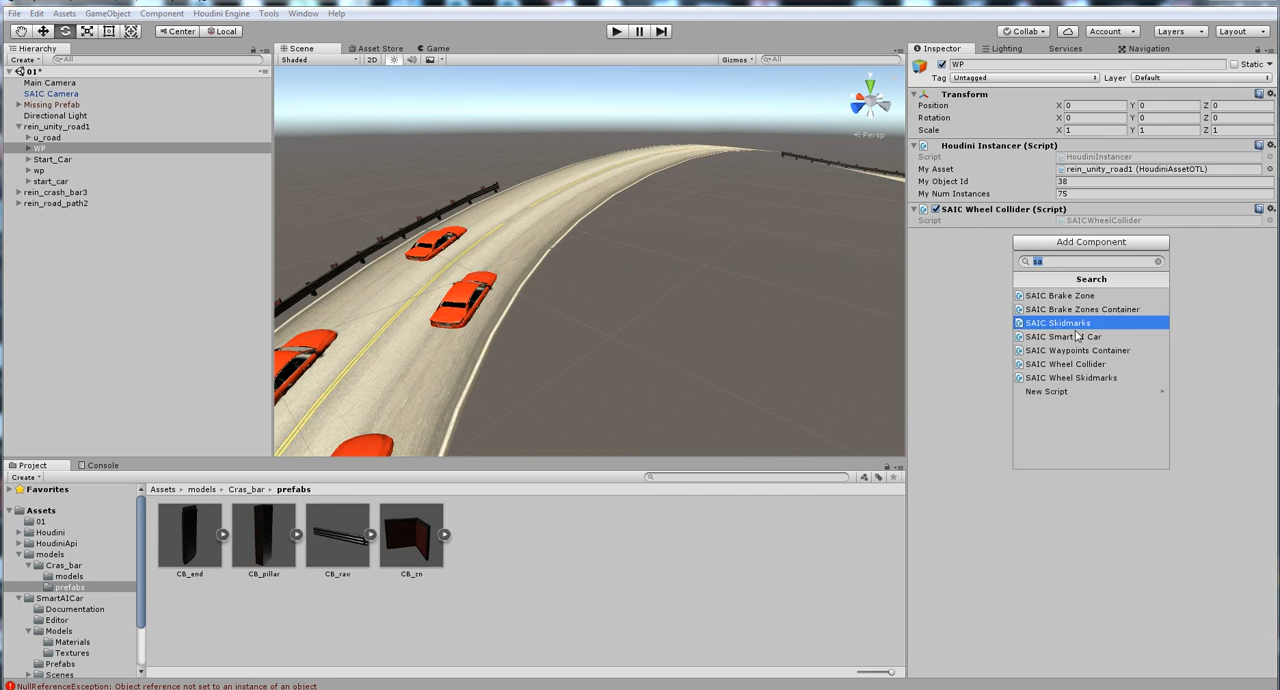 File Edit Assets GameObject Component Houdini Engine Tools Window Help
Center Local Collab Account Layers Layout
Hierarchy
Create All
01*
Main Camera
SAIC Camera
Missing Prefab
Directional Light
rein_unity_road1
u_road
WP
Start_Car
wp
start_car
rein_crash_bar3
rein_road_path2
Scene Asset Store Game
Shaded 2D Gizmos All
y
Persp
Inspector Lighting Services Navigation
WP Static
Tag Untagged Layer Default
Transform
Position X 0 Y 0 Z 0
Rotation X 0 Y 0 Z 0
Scale X 1 Y 1 Z 1
Houdini Instancer (Script)
Script HoudiniInstancer
My Asset rein_unity_road1 (HoudiniAssetOTL)
My Object Id 38
My Num Instances 75
SAIC Wheel Collider (Script)
Script SAICWheelCollider
Add Component
sa
Search
SAIC Brake Zone
SAIC Brake Zones Container
SAIC Skidmarks
SAIC Smart AI Car
SAIC Waypoints Container
SAIC Wheel Collider
SAIC Wheel Skidmarks
New Script
Project Console
Create
Favorites
Assets
01
Houdini
HoudiniApi
models
Cras_bar
models
prefabs
SmartAICar
Documentation
Editor
Models
Materials
Textures
Prefabs
Scenes
Assets models Cras_bar prefabs
CB_end CB_pillar CB_raw CB_zn
NullReferenceException: Object reference not set to an instance of an object